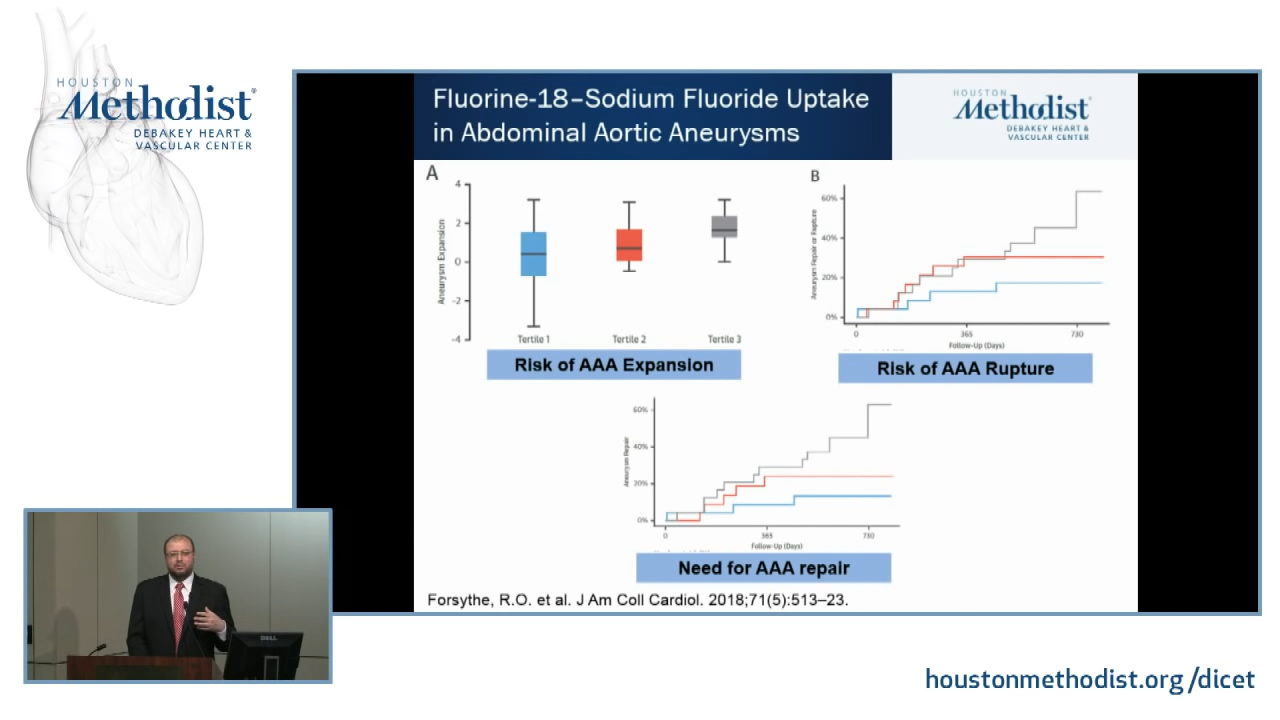 HOUSTON
Methodist®
DEBAKEY HEART &
VASCULAR CENTER
Fluorine-18–Sodium Fluoride Uptake
in Abdominal Aortic Aneurysms
HOUSTON
Methodist
DEBAKEY HEART &
VASCULAR CENTER
A
Aneurysm Expansion
4
2
0
-2
-4
Tertile 1 Tertile 2 Tertile 3
Risk of AAA Expansion
B
Aneurysm Repair or Rupture
60%
40%
20%
0%
0 365 730
Follow-Up (Days)
Risk of AAA Rupture
Aneurysm Repair
60%
40%
20%
0%
0 365 730
Follow-Up (Days)
Need for AAA repair
Forsythe, R.O. et al. J Am Coll Cardiol. 2018;71(5):513–23.
DELL
houstonmethodist.org/dicet